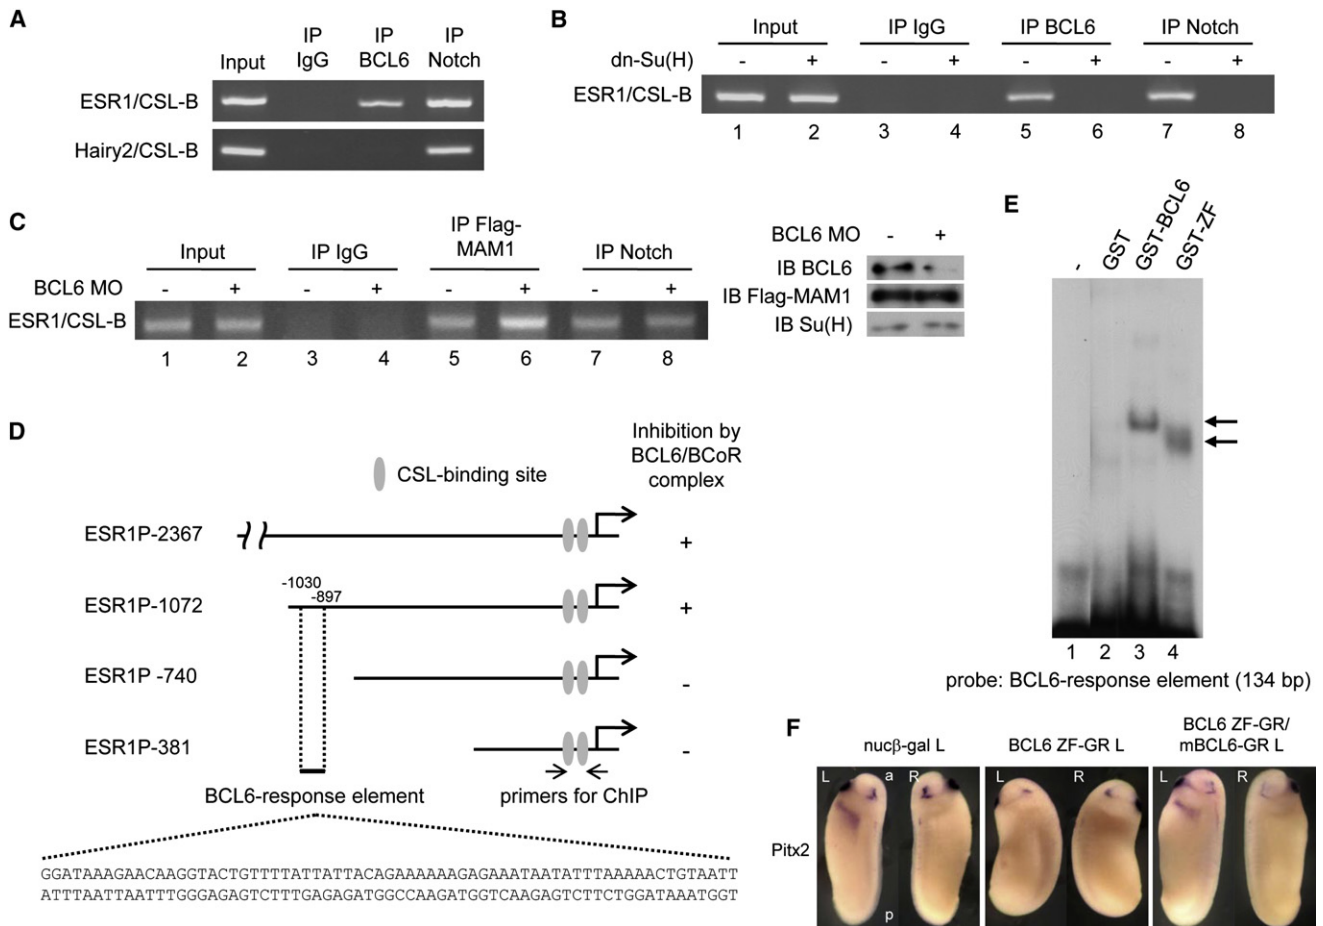 A
Input
IP IgG
IP BCL6
IP Notch
ESR1/CSL-B
Hairy2/CSL-B
B
Input IP IgG IP BCL6 IP Notch
dn-Su(H) - + - + - + - +
ESR1/CSL-B
1 2 3 4 5 6 7 8
C
Input IP IgG IP Flag-MAM1 IP Notch
BCL6 MO - + - + - + - +
ESR1/CSL-B
1 2 3 4 5 6 7 8
BCL6 MO - +
IB BCL6
IB Flag-MAM1
IB Su(H)
D
CSL-binding site
Inhibition by
BCL6/BCoR
complex
ESR1P-2367 +
-1030
-897
ESR1P-1072 +
ESR1P -740 -
ESR1P-381 -
BCL6-response element primers for ChIP
GGATAAAGAACAAGGTACTGTTTTATTATTACAGAAAAAAGAGAAATAATATTTAAAAACTGTAATT
ATTTAATTAATTTGGGAGAGTCTTTGAGAGATGGCCAAGATGGTCAAGAGTCTTCTGGATAAATGGT
E
- GST GST-BCL6 GST-ZF
1 2 3 4
probe: BCL6-response element (134 bp)
F
nucβ-gal L
BCL6 ZF-GR L
BCL6 ZF-GR/
mBCL6-GR L
L a R L R L R
Pitx2
p